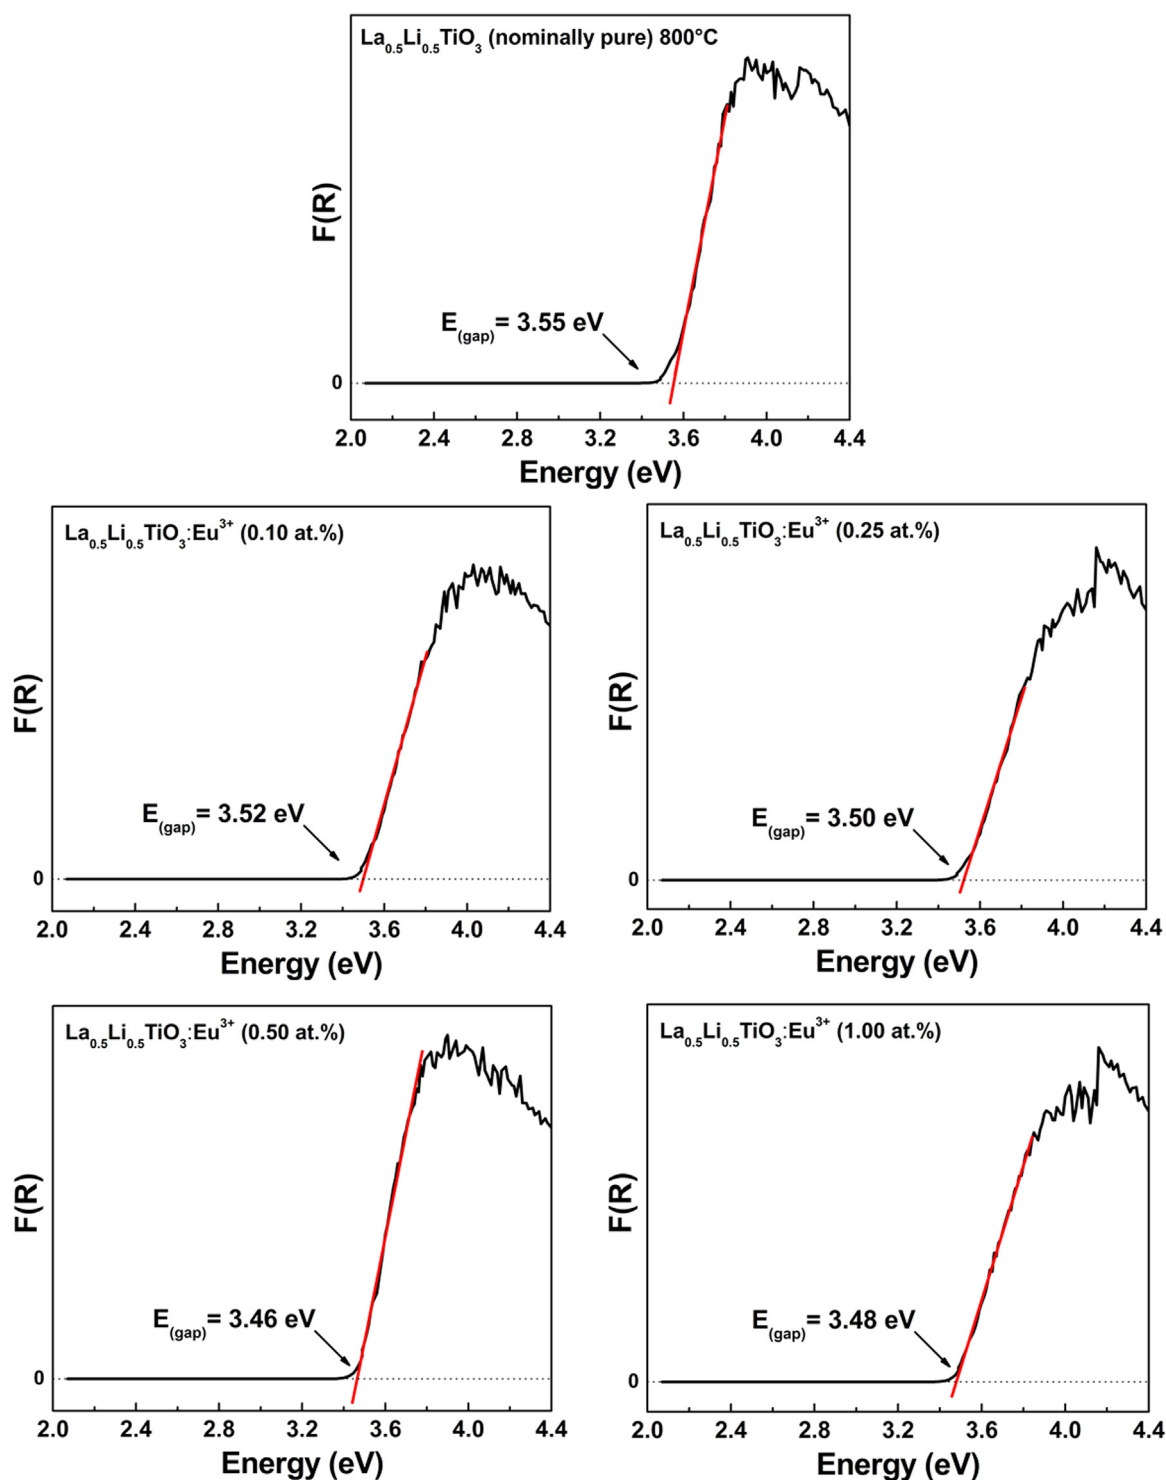 La0.5Li0.5TiO3 (nominally pure) 800°C
F(R)
E(gap)= 3.55 eV
0
2.0 2.4 2.8 3.2 3.6 4.0 4.4
Energy (eV)
La0.5Li0.5TiO3:Eu3+ (0.10 at.%)
F(R)
E(gap)= 3.52 eV
0
2.0 2.4 2.8 3.2 3.6 4.0 4.4
Energy (eV)
La0.5Li0.5TiO3:Eu3+ (0.25 at.%)
F(R)
E(gap)= 3.50 eV
0
2.0 2.4 2.8 3.2 3.6 4.0 4.4
Energy (eV)
La0.5Li0.5TiO3:Eu3+ (0.50 at.%)
F(R)
E(gap)= 3.46 eV
0
2.0 2.4 2.8 3.2 3.6 4.0 4.4
Energy (eV)
La0.5Li0.5TiO3:Eu3+ (1.00 at.%)
F(R)
E(gap)= 3.48 eV
0
2.0 2.4 2.8 3.2 3.6 4.0 4.4
Energy (eV)